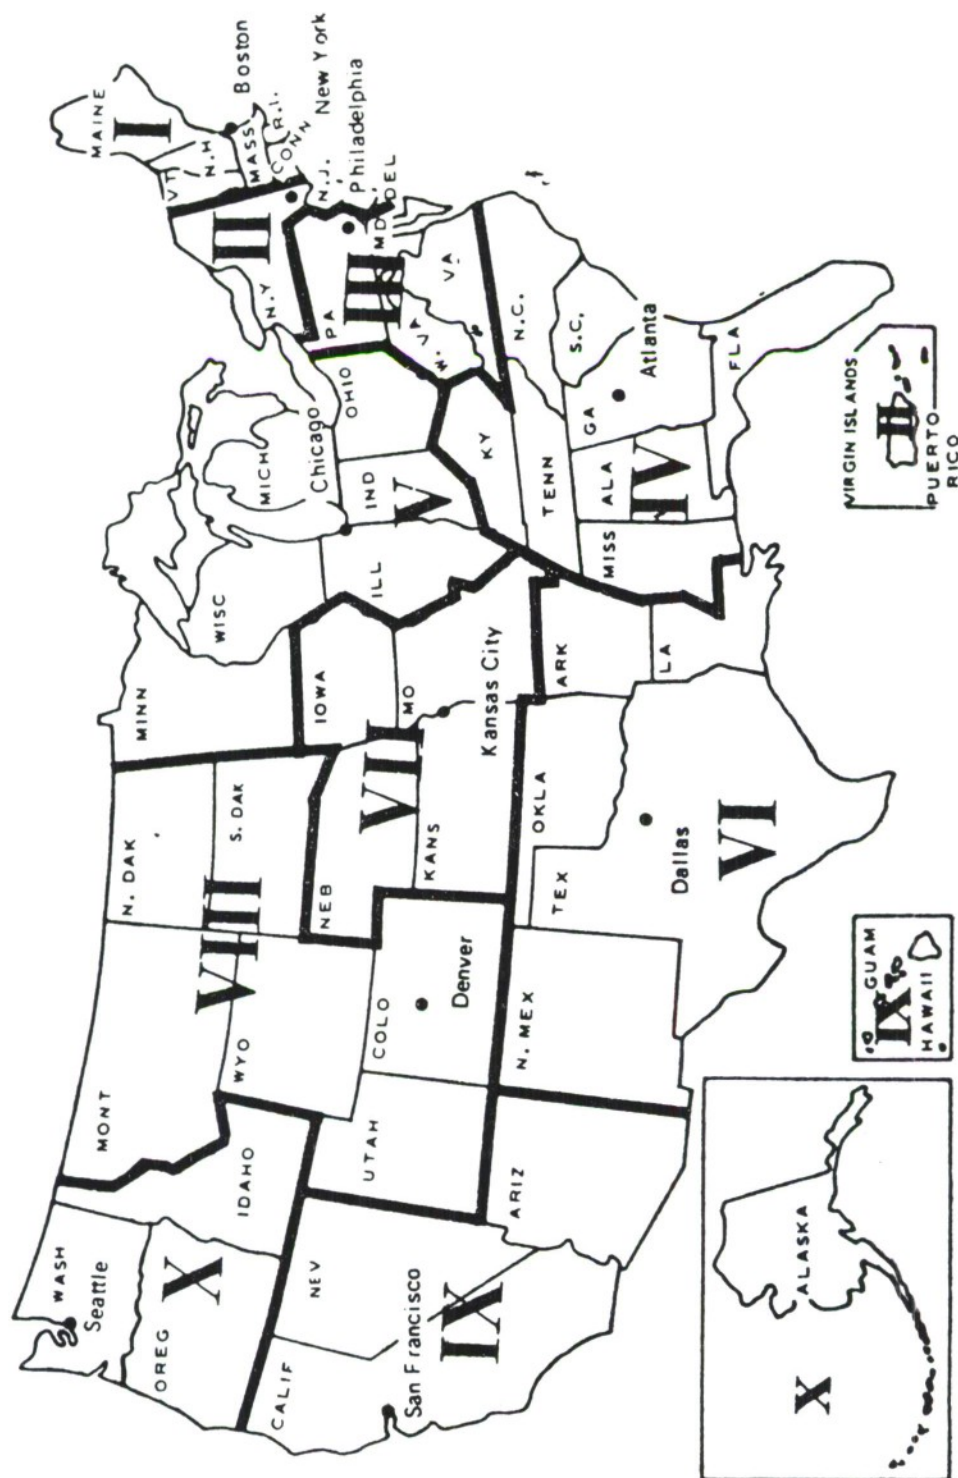 WASH
Seattle
OREG
X
IDAHO
MONT
N. DAK
S. DAK
VIII
WYO
MINN
WISC
MICH
IOWA
NEB
VII
MO
Kansas City
KANS
ILL
IND
OHIO
Chicago
V
MAINE
I
VT
N.H
MASS
Boston
R.I.
CONN
New York
N.Y
II
N.J.
Philadelphia
PA
III
MD
DEL
W. VA
VA
KY
N.C.
TENN
S.C.
GA
Atlanta
ALA
IV
MISS
FLA
CALIF
NEV
San Francisco
IX
UTAH
COLO
Denver
ARIZ
N. MEX
OKLA
TEX
Dallas
VI
ARK
LA
ALASKA
X
GUAM
IX
HAWAII
VIRGIN ISLANDS
II
PUERTO
RICO